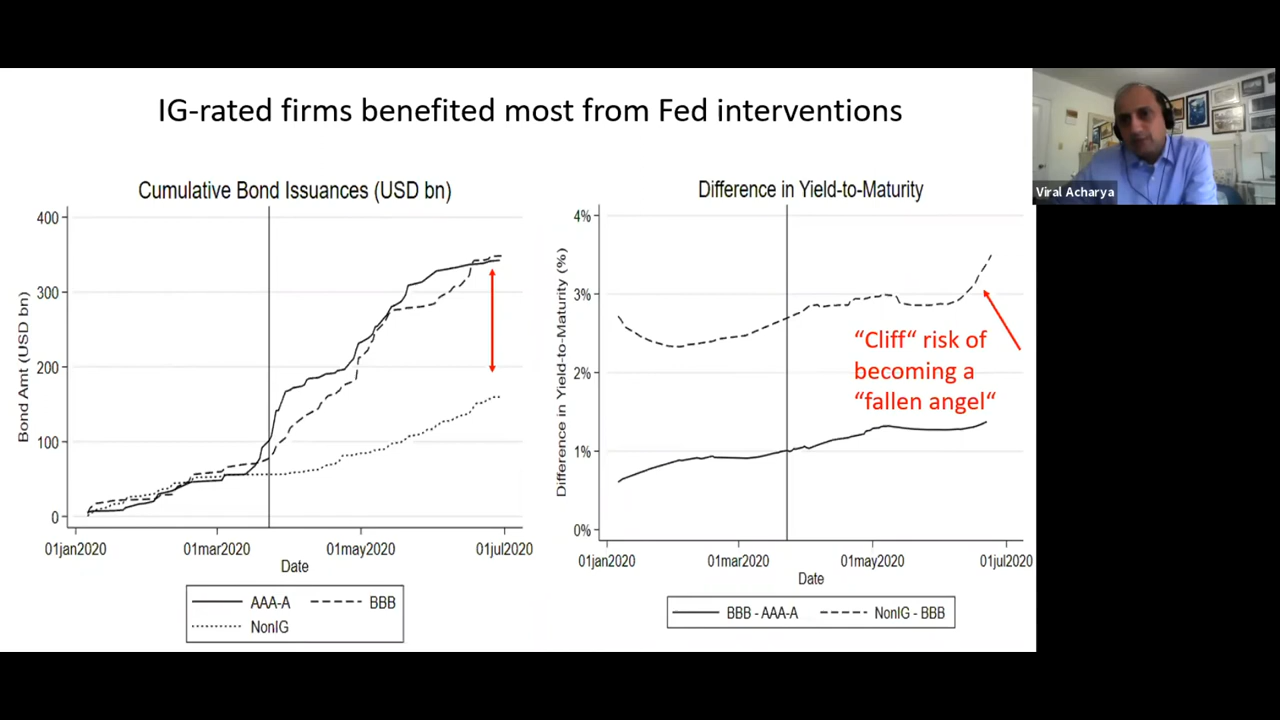 IG-rated firms benefited most from Fed interventions
Viral Acharya
Cumulative Bond Issuances (USD bn)
Bond Amt (USD bn)
400
300
200
100
0
01jan2020
01mar2020
01may2020
01jul2020
Date
AAA-A
BBB
NonIG
Difference in Yield-to-Maturity
Difference in Yield-to-Maturity (%)
4%
3%
2%
1%
0%
“Cliff“ risk of
becoming a
“fallen angel“
01jan2020
01mar2020
01may2020
01jul2020
Date
BBB - AAA-A
NonIG - BBB